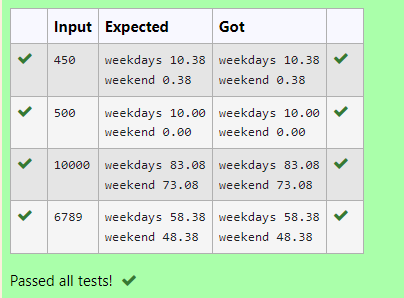 Input Expected Got
450 weekdays 10.38 weekdays 10.38
weekend 0.38 weekend 0.38
500 weekdays 10.00 weekdays 10.00
weekend 0.00 weekend 0.00
10000 weekdays 83.08 weekdays 83.08
weekend 73.08 weekend 73.08
6789 weekdays 58.38 weekdays 58.38
weekend 48.38 weekend 48.38
Passed all tests!